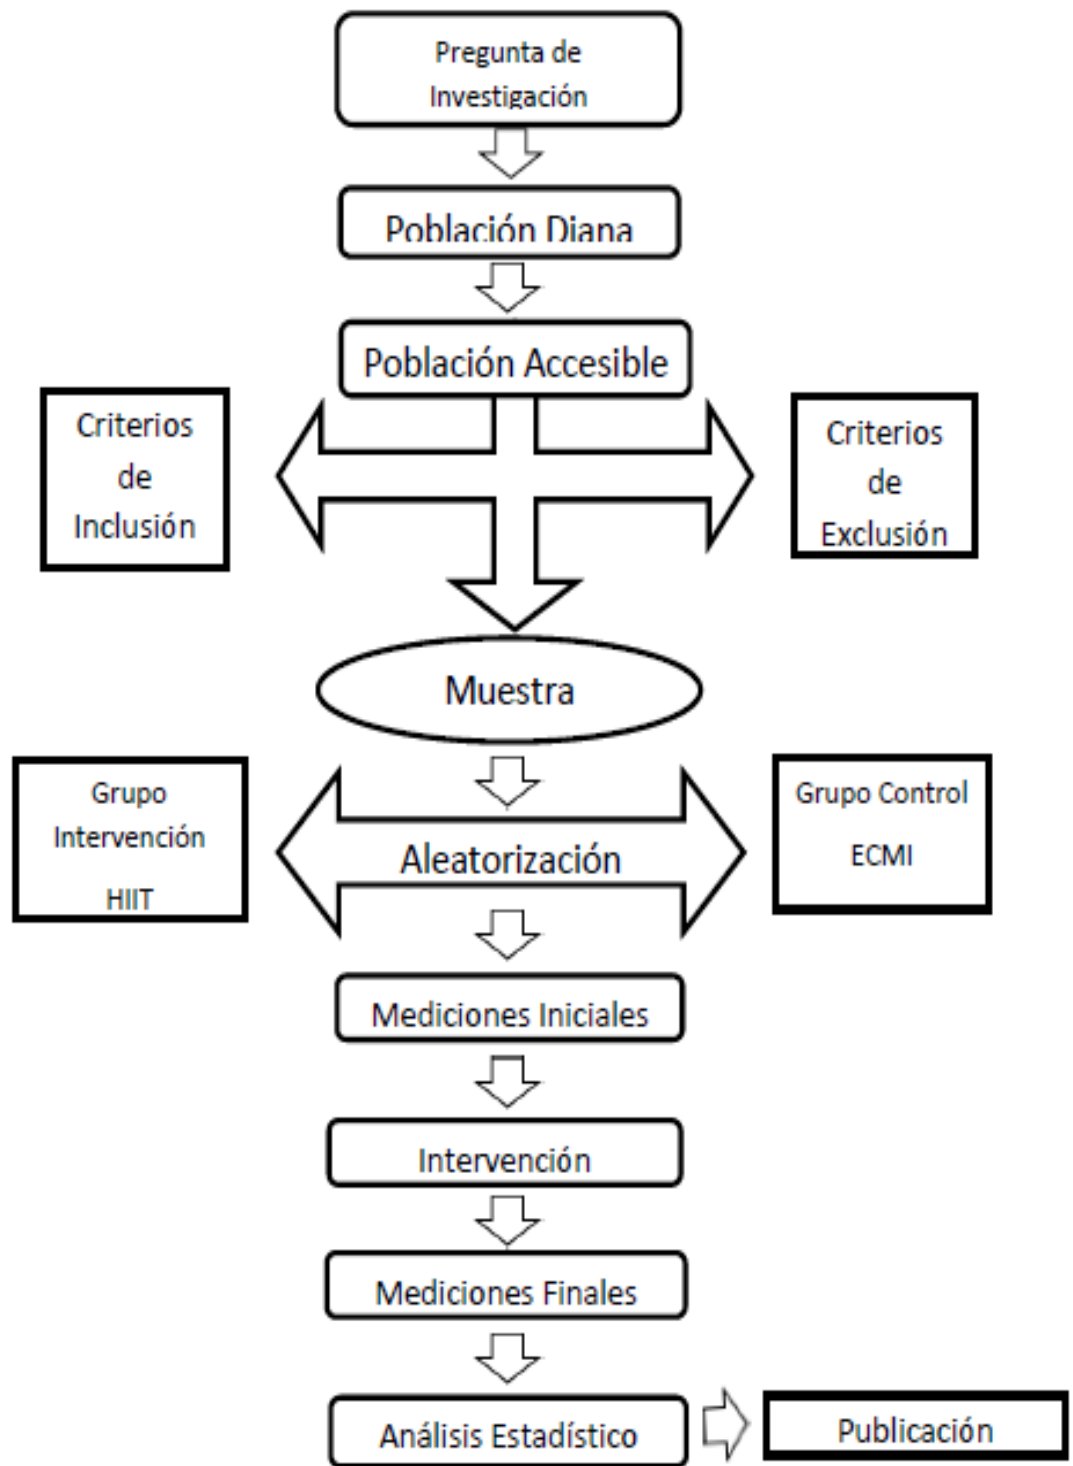 Pregunta de
Investigación
Población Diana
Población Accesible
Criterios
de
Inclusión
Criterios
de
Exclusión
Muestra
Grupo
Intervención
HIIT
Aleatorización
Grupo Control
ECMI
Mediciones Iniciales
Intervención
Mediciones Finales
Análisis Estadístico
Publicación